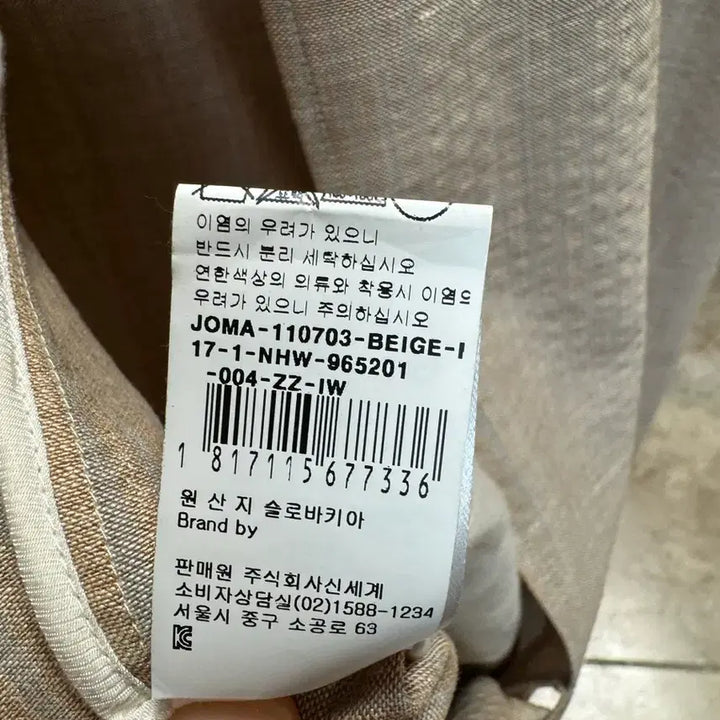 이염의 우려가 있으니
반드시 분리 세탁하십시오
연한색상의 의류와 착용시 이염의
우려가 있으니 주의하십시오
JOMA-110703-BEIGE-I
17-1-NHW-965201
-004-ZZ-IW
1 817115677336
원 산 지 슬로바키아
Brand by
판매원 주식회사신세계
소비자상담실(02)1588-1234
서울시 중구 소공로 63